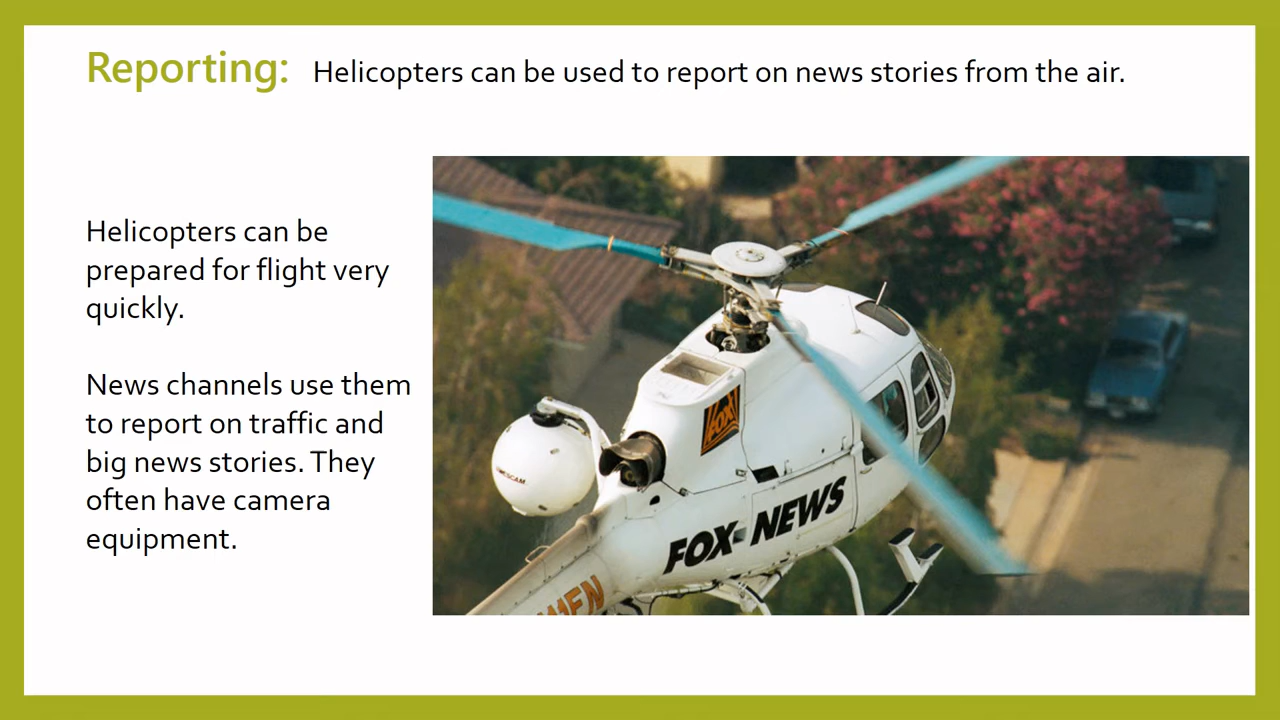 Reporting: Helicopters can be used to report on news stories from the air.
Helicopters can be
prepared for flight very
quickly.
News channels use them
to report on traffic and
big news stories. They
often have camera
equipment.
FOX
FOX NEWS